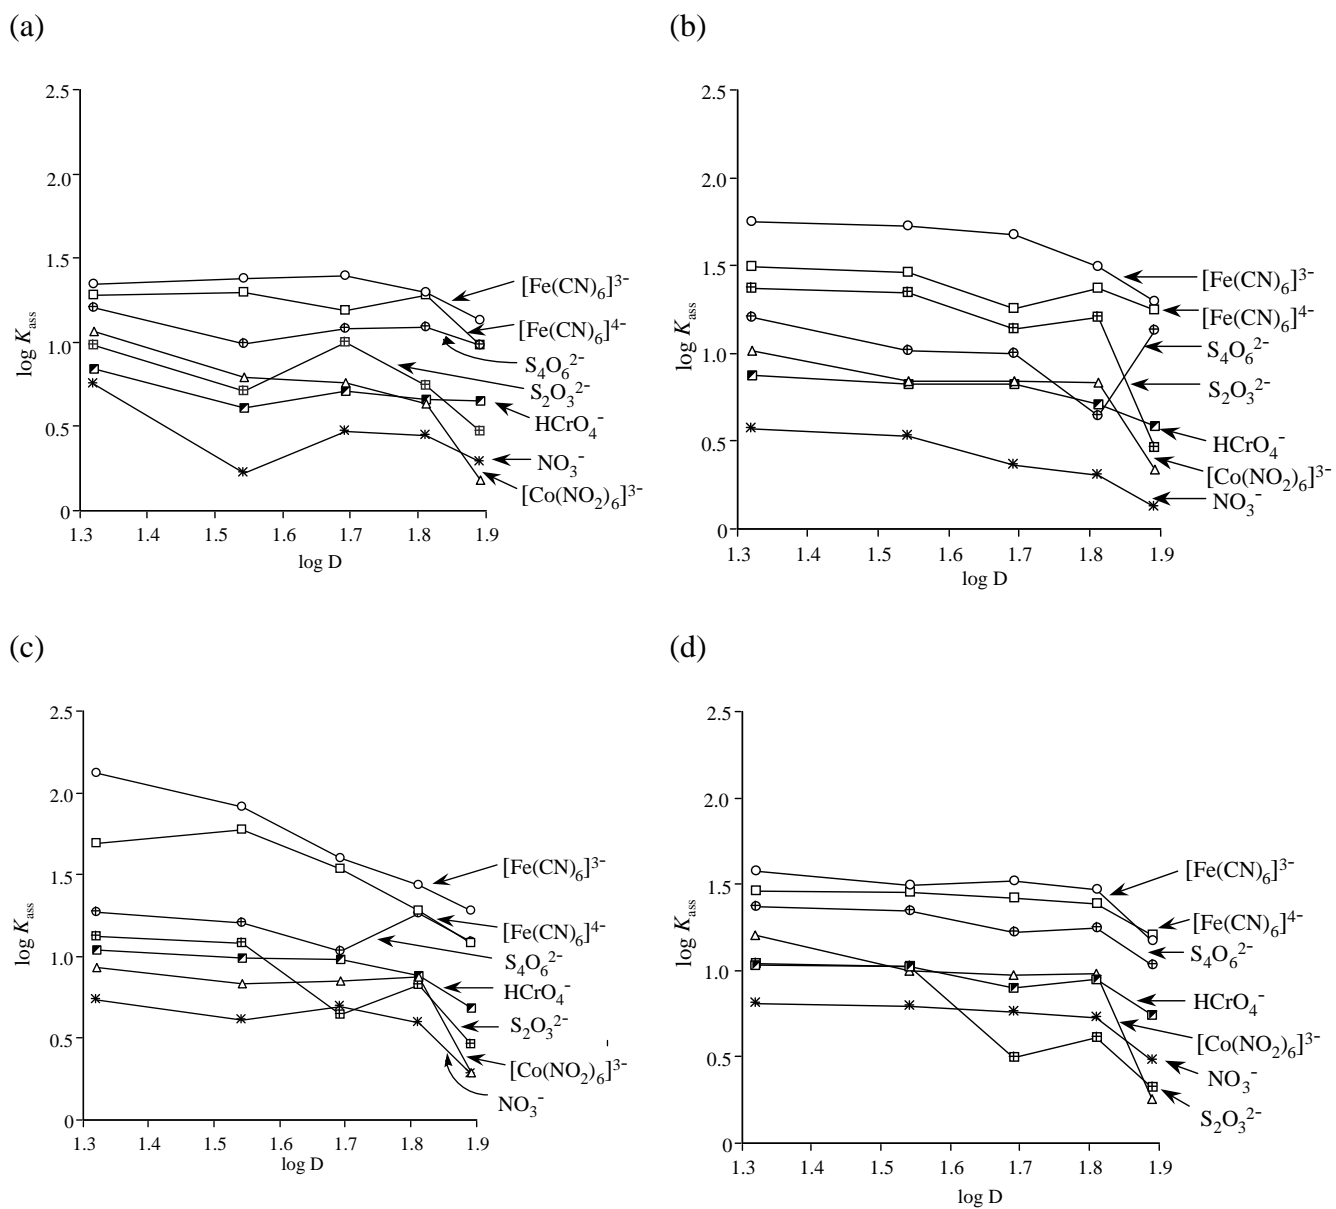 (a)
2.5
2.0
1.5
1.0
0.5
0
log K_ass
1.3 1.4 1.5 1.6 1.7 1.8 1.9
log D
[Fe(CN)₆]³⁻
[Fe(CN)₆]⁴⁻
S₄O₆²⁻
S₂O₃²⁻
HCrO₄⁻
NO₃⁻
[Co(NO₂)₆]³⁻
(b)
2.5
2.0
1.5
1.0
0.5
0
log K_ass
1.3 1.4 1.5 1.6 1.7 1.8 1.9
log D
[Fe(CN)₆]³⁻
[Fe(CN)₆]⁴⁻
S₄O₆²⁻
S₂O₃²⁻
HCrO₄⁻
[Co(NO₂)₆]³⁻
NO₃⁻
(c)
2.5
2.0
1.5
1.0
0.5
0
log K_ass
1.3 1.4 1.5 1.6 1.7 1.8 1.9
log D
[Fe(CN)₆]³⁻
[Fe(CN)₆]⁴⁻
S₄O₆²⁻
HCrO₄⁻
S₂O₃²⁻
[Co(NO₂)₆]³⁻
NO₃⁻
(d)
2.5
2.0
1.5
1.0
0.5
0
log K_ass
1.3 1.4 1.5 1.6 1.7 1.8 1.9
log D
[Fe(CN)₆]³⁻
[Fe(CN)₆]⁴⁻
S₄O₆²⁻
HCrO₄⁻
[Co(NO₂)₆]³⁻
NO₃⁻
S₂O₃²⁻